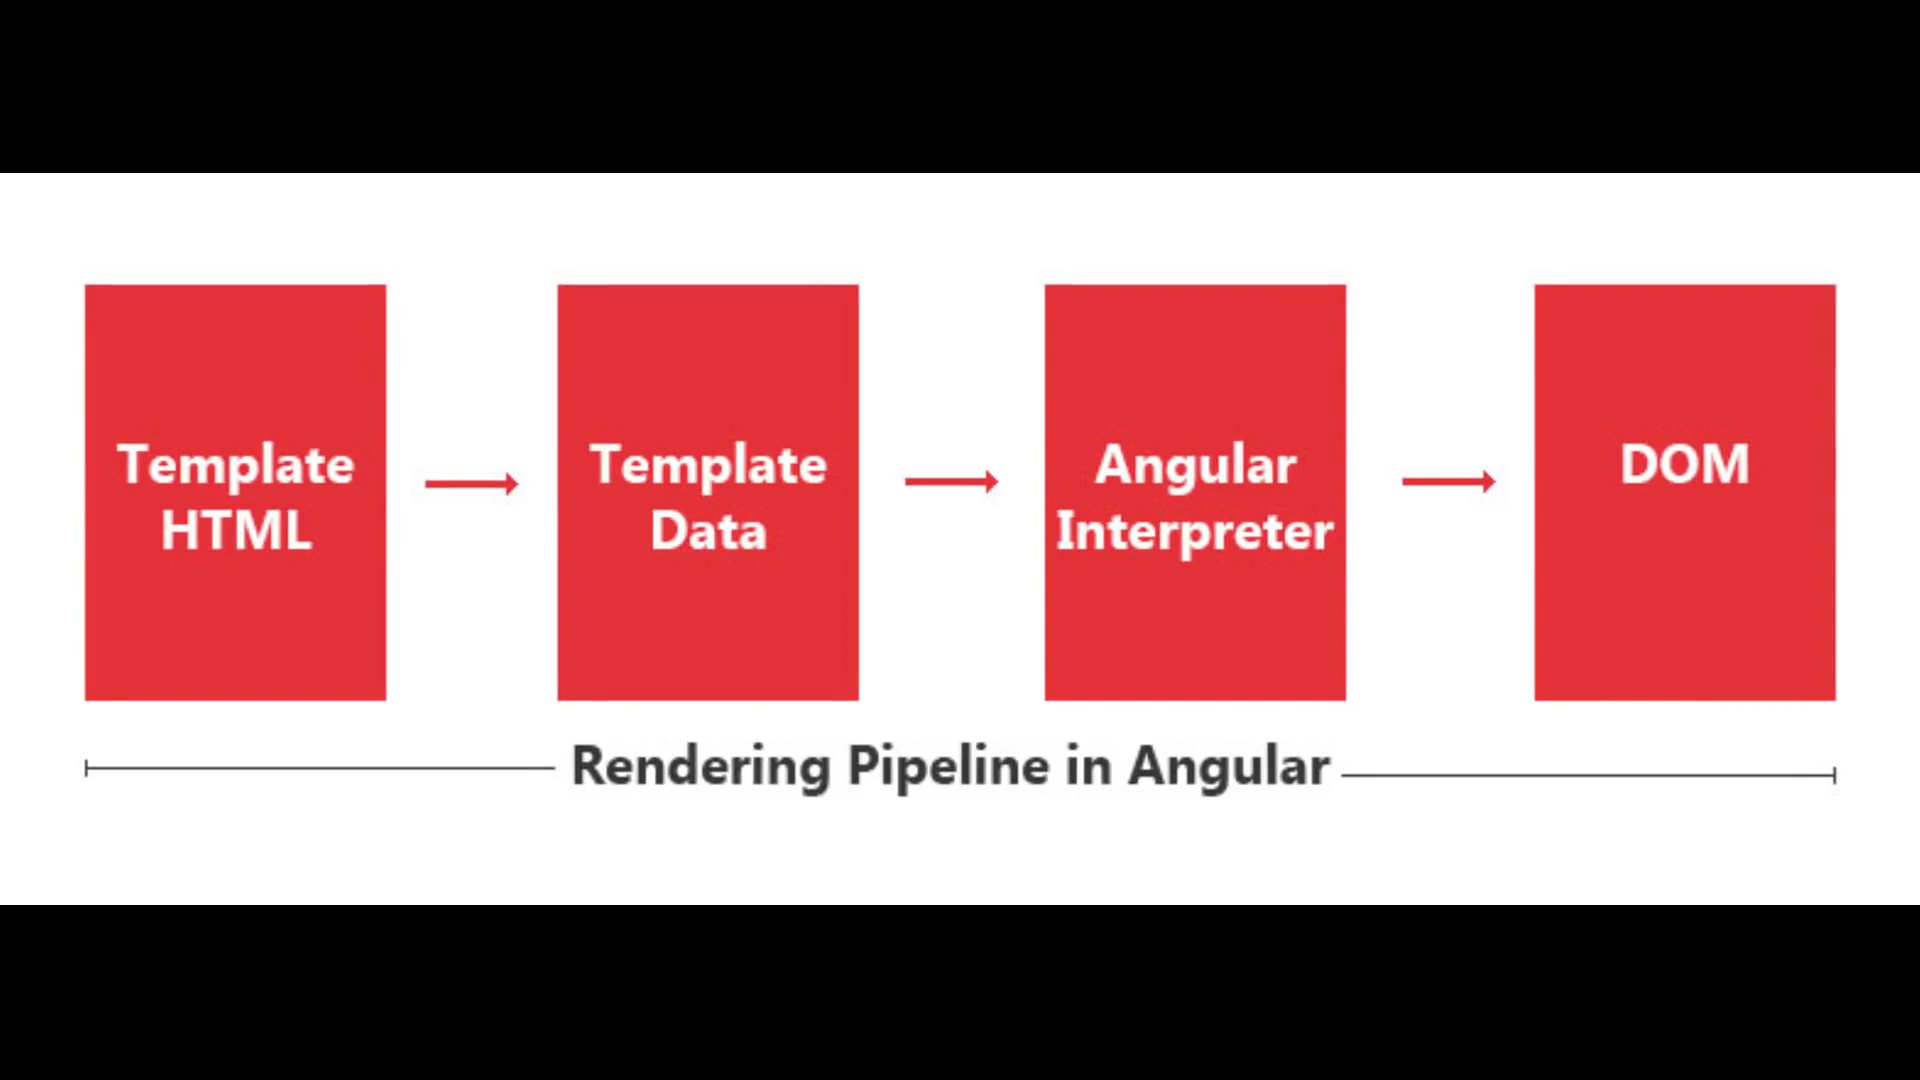 Template
HTML
Template
Data
Angular
Interpreter
DOM
Rendering Pipeline in Angular